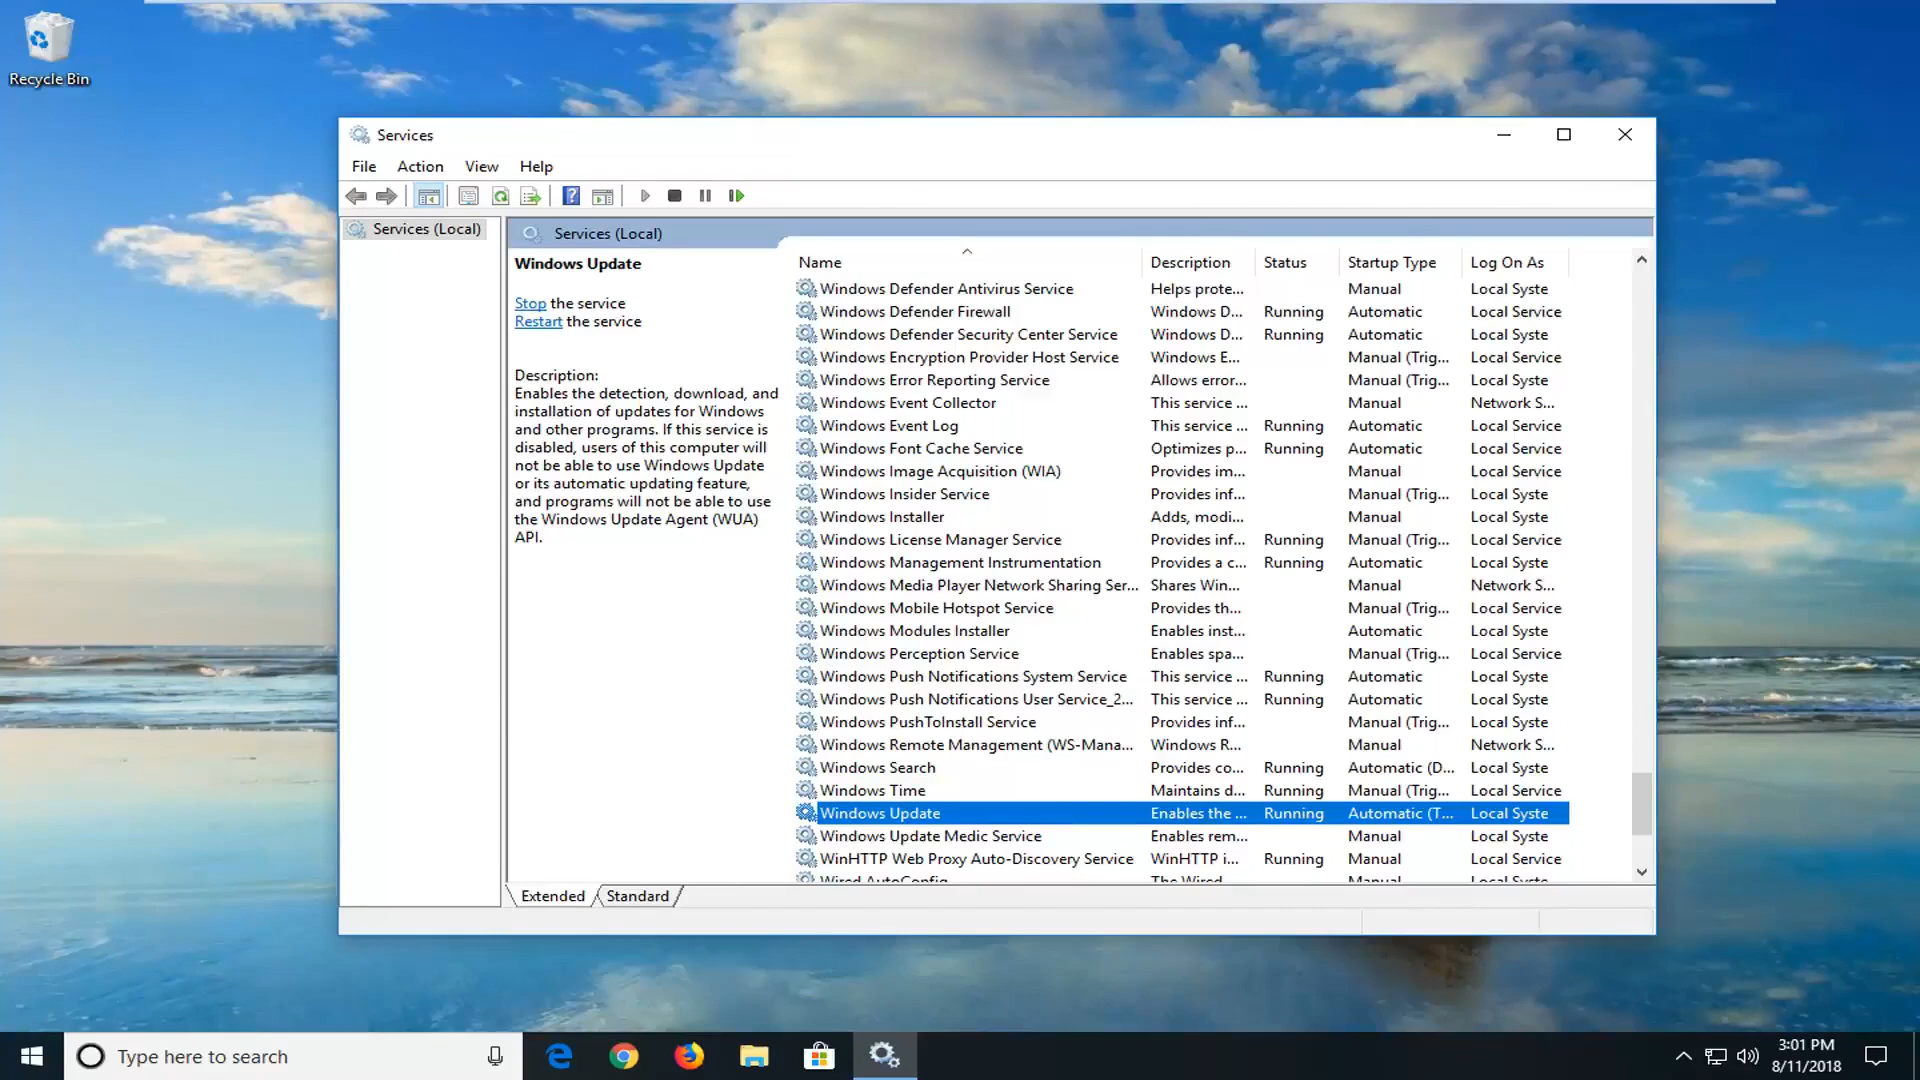 Recycle Bin
Services
File Action View Help
Services (Local)
Services (Local)
Windows Update
Stop the service
Restart the service
Description:
Enables the detection, download, and
installation of updates for Windows
and other programs. If this service is
disabled, users of this computer will
not be able to use Windows Update
or its automatic updating feature,
and programs will not be able to use
the Windows Update Agent (WUA)
API.
Name Description Status Startup Type Log On As
Windows Defender Antivirus Service Helps prote... Manual Local Syste
Windows Defender Firewall Windows D... Running Automatic Local Service
Windows Defender Security Center Service Windows D... Running Automatic Local Syste
Windows Encryption Provider Host Service Windows E... Manual (Trig... Local Service
Windows Error Reporting Service Allows error... Manual (Trig... Local Syste
Windows Event Collector This service ... Manual Network S...
Windows Event Log This service ... Running Automatic Local Service
Windows Font Cache Service Optimizes p... Running Automatic Local Service
Windows Image Acquisition (WIA) Provides im... Manual Local Service
Windows Insider Service Provides inf... Manual (Trig... Local Syste
Windows Installer Adds, modi... Manual Local Syste
Windows License Manager Service Provides inf... Running Manual (Trig... Local Service
Windows Management Instrumentation Provides a c... Running Automatic Local Syste
Windows Media Player Network Sharing Ser... Shares Win... Manual Network S...
Windows Mobile Hotspot Service Provides th... Manual (Trig... Local Service
Windows Modules Installer Enables inst... Automatic Local Syste
Windows Perception Service Enables spa... Manual (Trig... Local Service
Windows Push Notifications System Service This service ... Running Automatic Local Syste
Windows Push Notifications User Service_2... This service ... Running Automatic Local Syste
Windows PushToInstall Service Provides inf... Manual (Trig... Local Syste
Windows Remote Management (WS-Mana... Windows R... Manual Network S...
Windows Search Provides co... Running Automatic (D... Local Syste
Windows Time Maintains d... Running Manual (Trig... Local Service
Windows Update Enables the ... Running Automatic (T... Local Syste
Windows Update Medic Service Enables rem... Manual Local Syste
WinHTTP Web Proxy Auto-Discovery Service WinHTTP i... Running Manual Local Service
Wired AutoConfig The Wired Manual Local Syste
Extended Standard
Type here to search
3:01 PM
8/11/2018